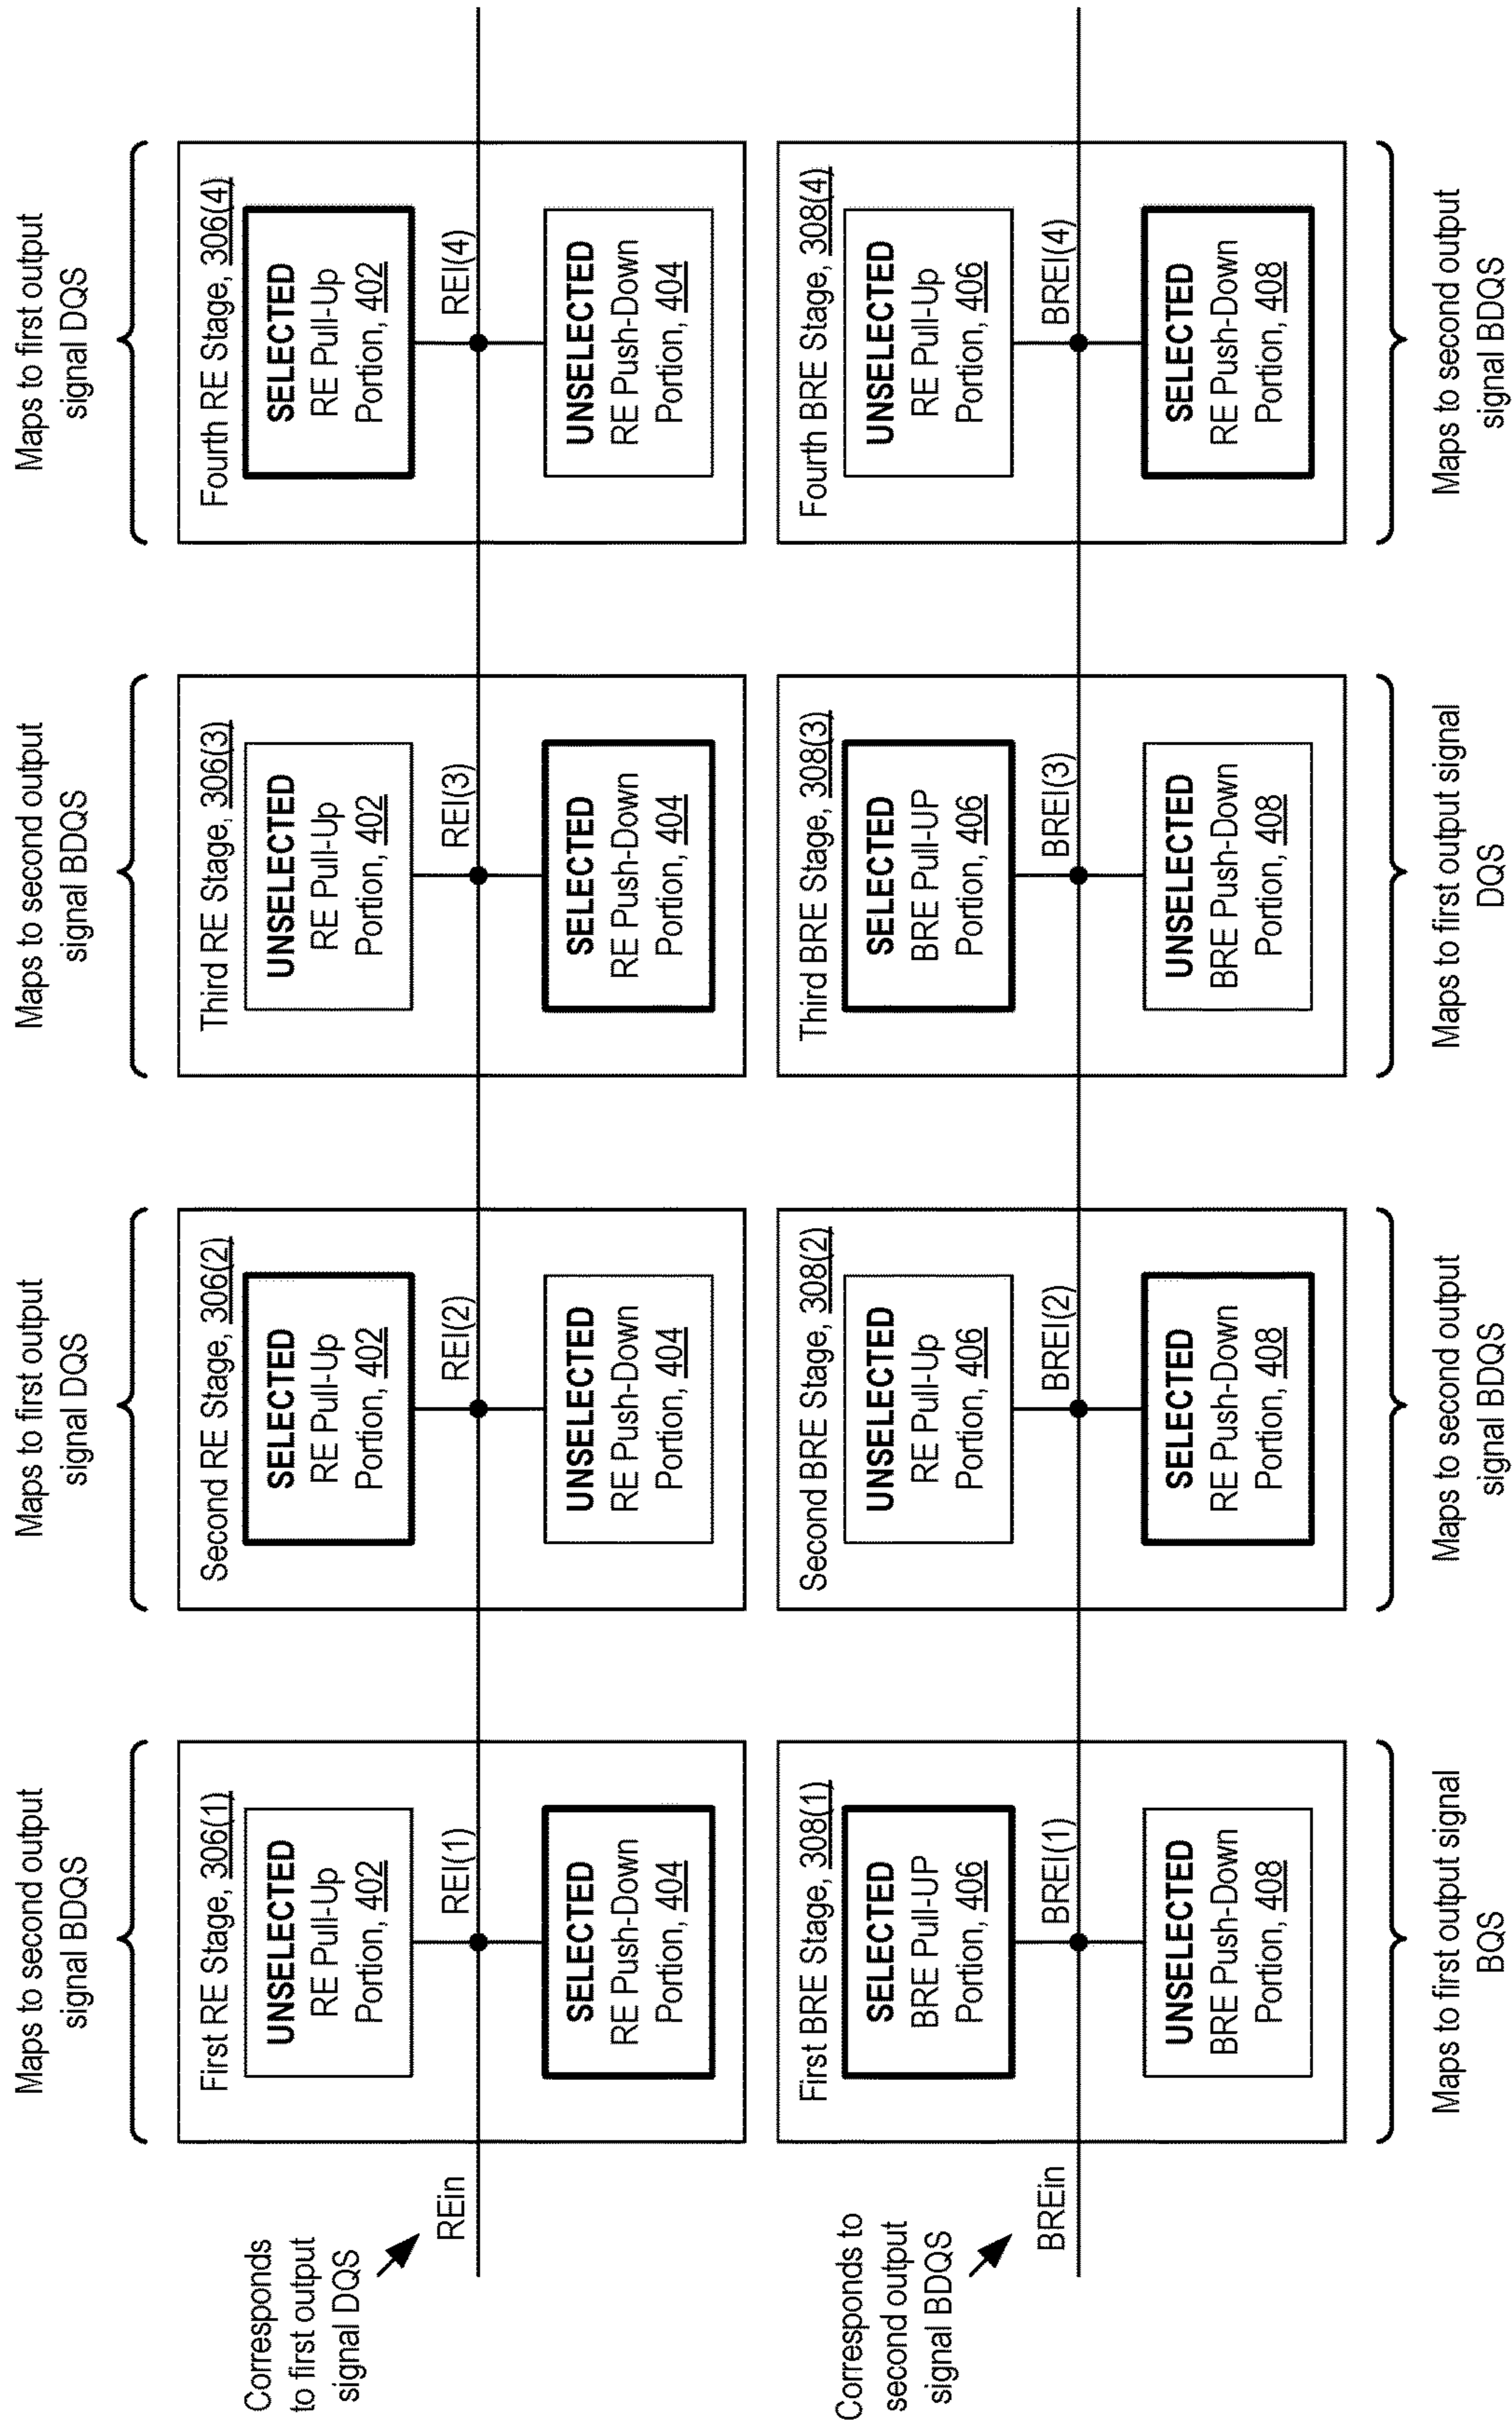 Maps to second output
signal BDQS
Maps to first output
signal DQS
Maps to second output
signal BDQS
Maps to first output
signal DQS
Corresponds
to first output
signal DQS
REin
First RE Stage, 306(1)
UNSELECTED
RE Pull-Up
Portion, 402
REI(1)
SELECTED
RE Push-Down
Portion, 404
Second RE Stage, 306(2)
SELECTED
RE Pull-Up
Portion, 402
REI(2)
UNSELECTED
RE Push-Down
Portion, 404
Third RE Stage, 306(3)
UNSELECTED
RE Pull-Up
Portion, 402
REI(3)
SELECTED
RE Push-Down
Portion, 404
Fourth RE Stage, 306(4)
SELECTED
RE Pull-Up
Portion, 402
REI(4)
UNSELECTED
RE Push-Down
Portion, 404
Corresponds to
second output
signal BDQS
BREin
First BRE Stage, 308(1)
SELECTED
BRE Pull-UP
Portion, 406
BREI(1)
UNSELECTED
BRE Push-Down
Portion, 408
Second BRE Stage, 308(2)
UNSELECTED
RE Pull-Up
Portion, 406
BREI(2)
SELECTED
RE Push-Down
Portion, 408
Third BRE Stage, 308(3)
SELECTED
BRE Pull-UP
Portion, 406
BREI(3)
UNSELECTED
BRE Push-Down
Portion, 408
Fourth BRE Stage, 308(4)
UNSELECTED
RE Pull-Up
Portion, 406
BREI(4)
SELECTED
RE Push-Down
Portion, 408
Maps to first output signal
BQS
Maps to second output
signal BDQS
Maps to first output signal
DQS
Maps to second output
signal BDQS